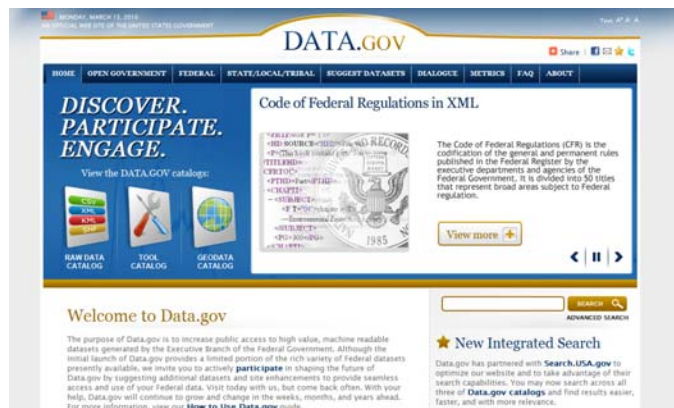 MONDAY, MARCH 15, 2010
AN OFFICIAL WEB SITE OF THE UNITED STATES GOVERNMENT
Text: A+ A- A
DATA.GOV
Share
HOME OPEN GOVERNMENT FEDERAL STATE/LOCAL/TRIBAL SUGGEST DATASETS DIALOGUE METRICS FAQ ABOUT
DISCOVER.
PARTICIPATE.
ENGAGE.
View the DATA.GOV catalogs:
CSV
XML
KML
SHP
RAW DATA
CATALOG
TOOL
CATALOG
GEODATA
CATALOG
Code of Federal Regulations in XML
1985
The Code of Federal Regulations (CFR) is the
codification of the general and permanent rules
published in the Federal Register by the
executive departments and agencies of the
Federal Government. It is divided into 50 titles
that represent broad areas subject to Federal
regulation.
View more
Welcome to Data.gov
The purpose of Data.gov is to increase public access to high value, machine readable
datasets generated by the Executive Branch of the Federal Government. Although the
initial launch of Data.gov provides a limited portion of the rich variety of Federal datasets
presently available, we invite you to actively participate in shaping the future of
Data.gov by suggesting additional datasets and site enhancements to provide seamless
access and use of your Federal data. Visit today with us, but come back often. With your
help, Data.gov will continue to grow and change in the weeks, months, and years ahead.
For more information, view our How to Use Data.gov guide.
SEARCH
ADVANCED SEARCH
New Integrated Search
Data.gov has partnered with Search.USA.gov to
optimize our website and to take advantage of their
search capabilities. You may now search across all
three of Data.gov catalogs and find results easier,
faster, and with more relevance.